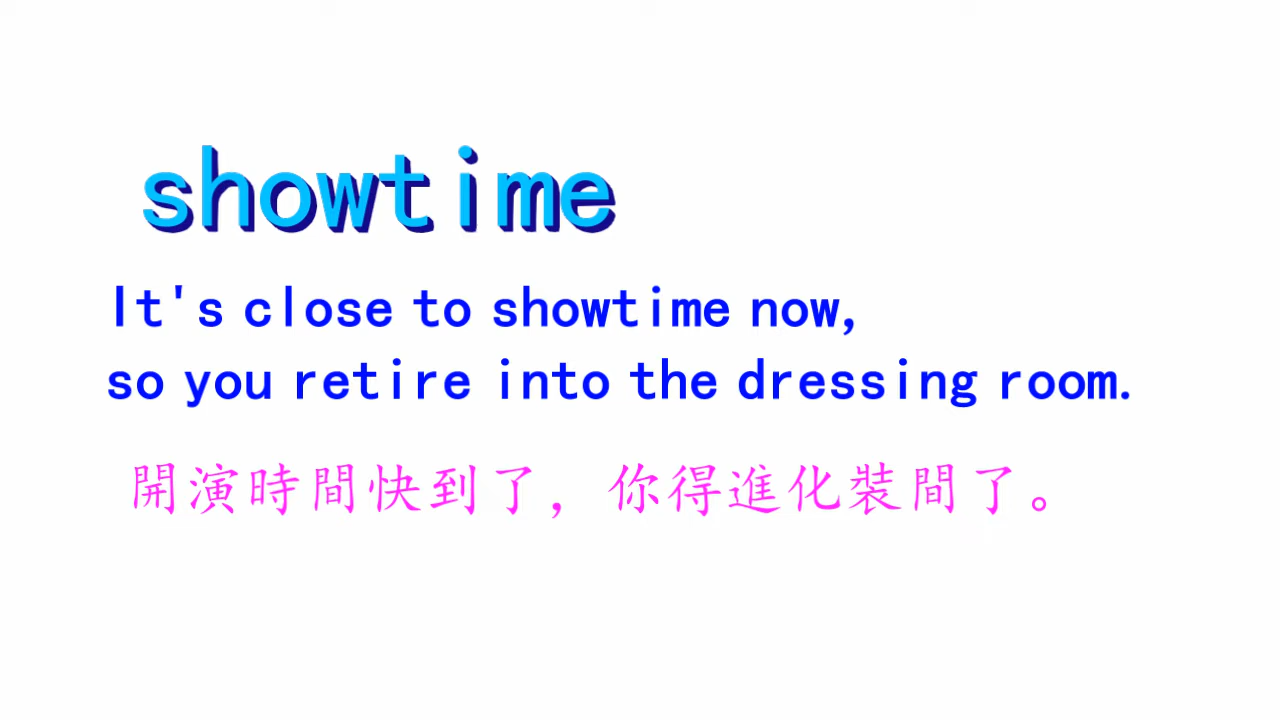 showtime
It's close to showtime now,
so you retire into the dressing room.
開演時間快到了，你得進化裝間了。